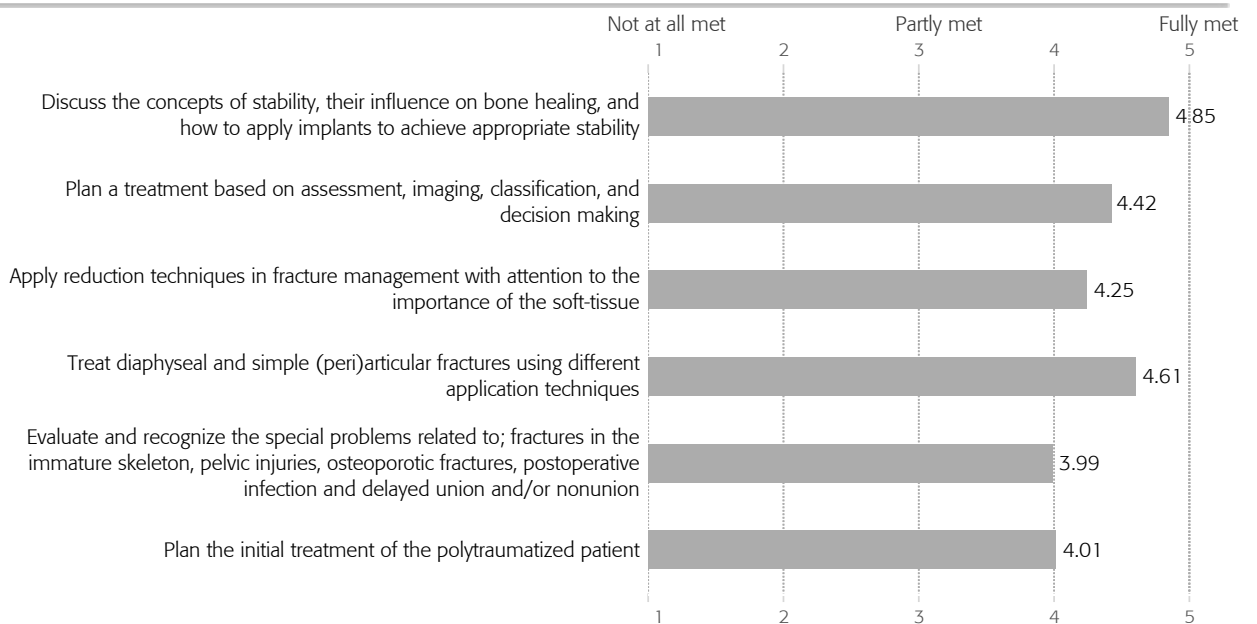 Not at all met Partly met Fully met
1 2 3 4 5
Discuss the concepts of stability, their influence on bone healing, and
how to apply implants to achieve appropriate stability
4.85
Plan a treatment based on assessment, imaging, classification, and
decision making
4.42
Apply reduction techniques in fracture management with attention to the
importance of the soft-tissue
4.25
Treat diaphyseal and simple (peri)articular fractures using different
application techniques
4.61
Evaluate and recognize the special problems related to; fractures in the
immature skeleton, pelvic injuries, osteoporotic fractures, postoperative
infection and delayed union and/or nonunion
3.99
Plan the initial treatment of the polytraumatized patient
4.01
1 2 3 4 5